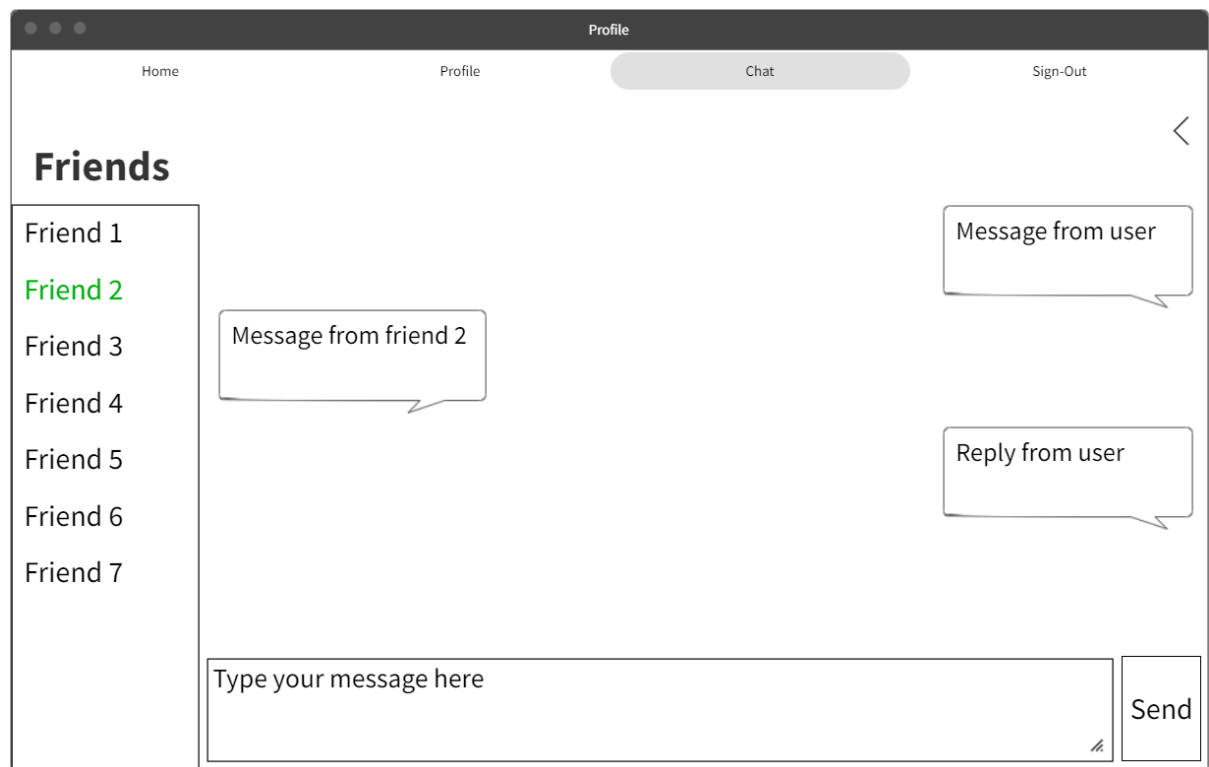 Profile
Home Profile Chat Sign-Out
Friends
Friend 1
Friend 2
Friend 3
Friend 4
Friend 5
Friend 6
Friend 7
Message from user
Message from friend 2
Reply from user
Type your message here
Send